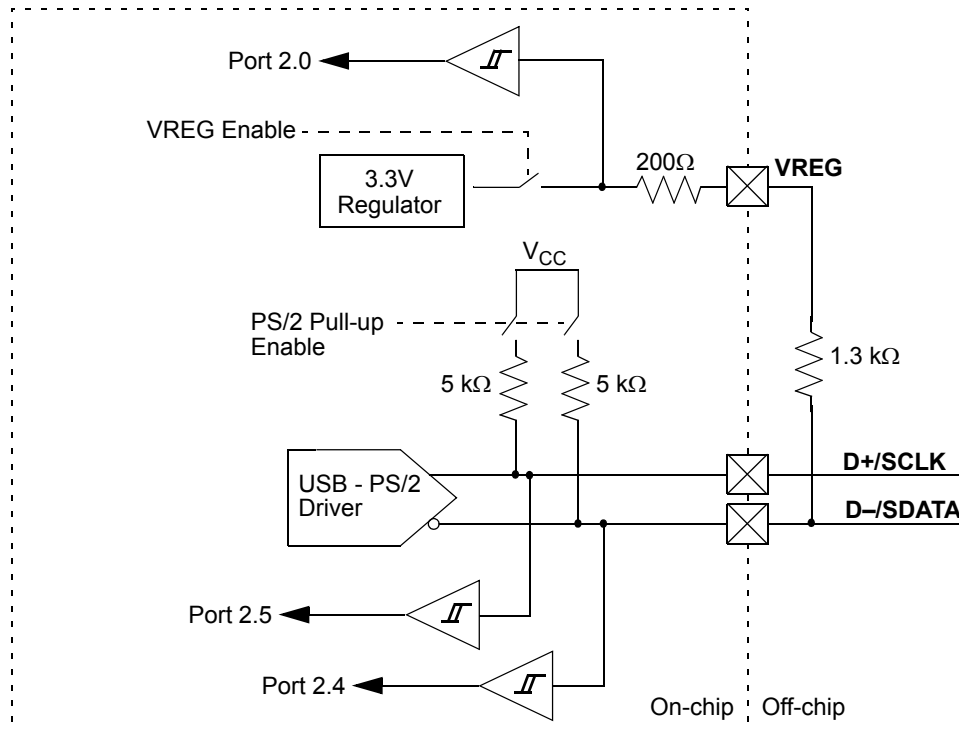 Port 2.0
VREG Enable
3.3V
Regulator
200Ω
VREG
VCC
PS/2 Pull-up
Enable
5 kΩ
5 kΩ
1.3 kΩ
USB - PS/2
Driver
D+/SCLK
D–/SDATA
Port 2.5
Port 2.4
On-chip
Off-chip